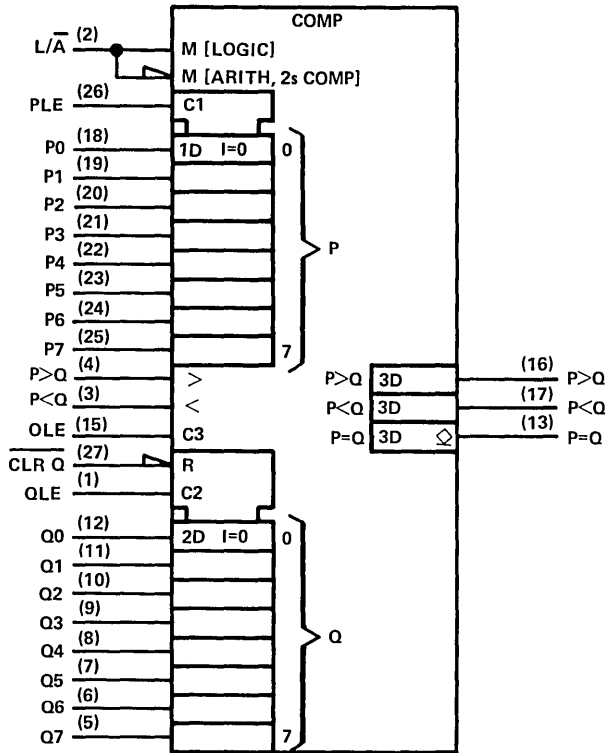 COMP
L/A̅ (2) M [LOGIC]
M [ARITH, 2s COMP]
PLE (26) C1
P0 (18) 1D I=0 0
P1 (19)
P2 (20)
P3 (21)
P4 (22) P
P5 (23)
P6 (24)
P7 (25) 7
P>Q (4) > P>Q 3D (16) P>Q
P<Q (3) < P<Q 3D (17) P<Q
OLE (15) C3 P=Q 3D ◇ (13) P=Q
C̅L̅R̅ Q̅ (27) R
QLE (1) C2
Q0 (12) 2D I=0 0
Q1 (11)
Q2 (10)
Q3 (9)
Q4 (8) Q
Q5 (7)
Q6 (6)
Q7 (5) 7